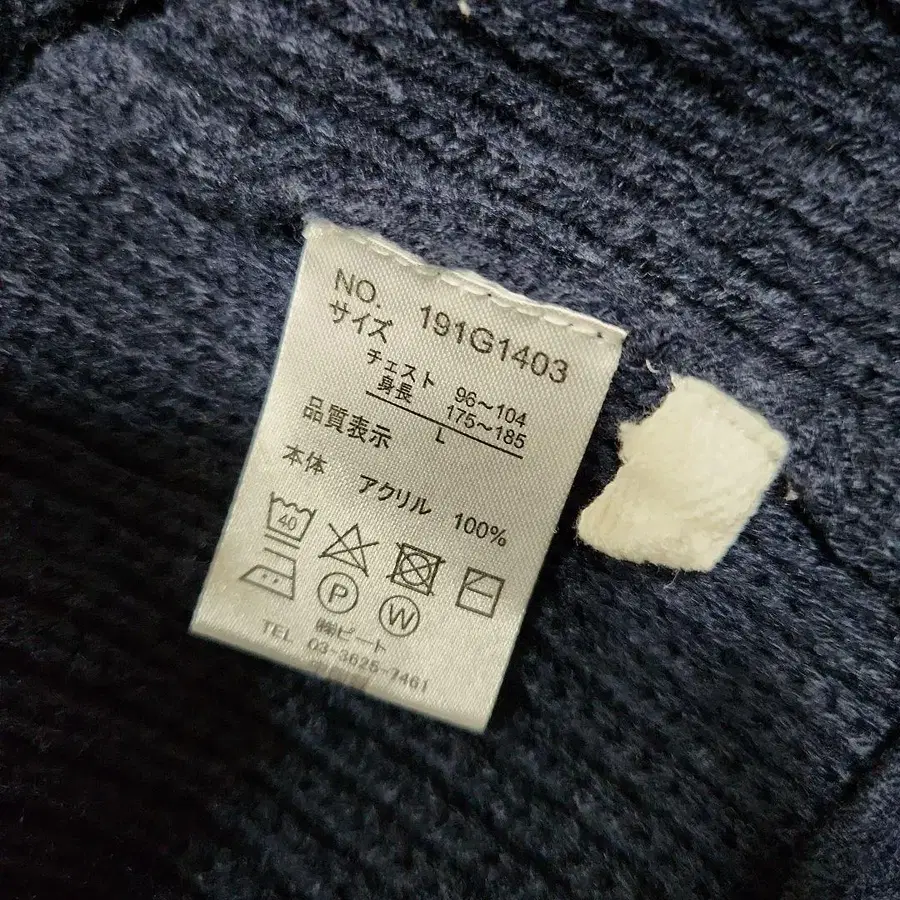 NO. 191G1403
サイズ
チェスト 96～104
身長 175～185
L
品質表示
本体 アクリル 100%
40
P W
㈱ビート
TEL 03-3625-7461